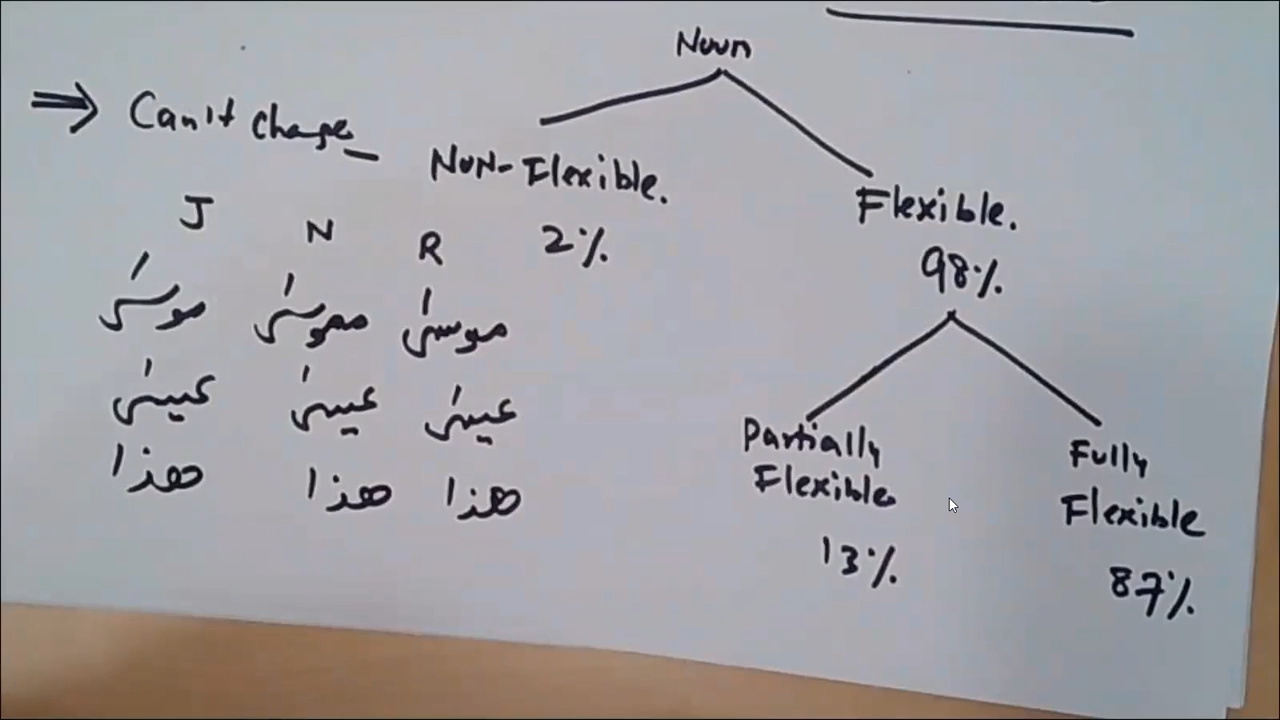 Noun
⇒ Can't change
Non-Flexible.
Flexible.
2%
98%
J N R
موسىٰ موسىٰ موسىٰ
عيسىٰ عيسىٰ عيسىٰ
هذا هذا هذا
Partially
Flexible
13%
Fully
Flexible
87%